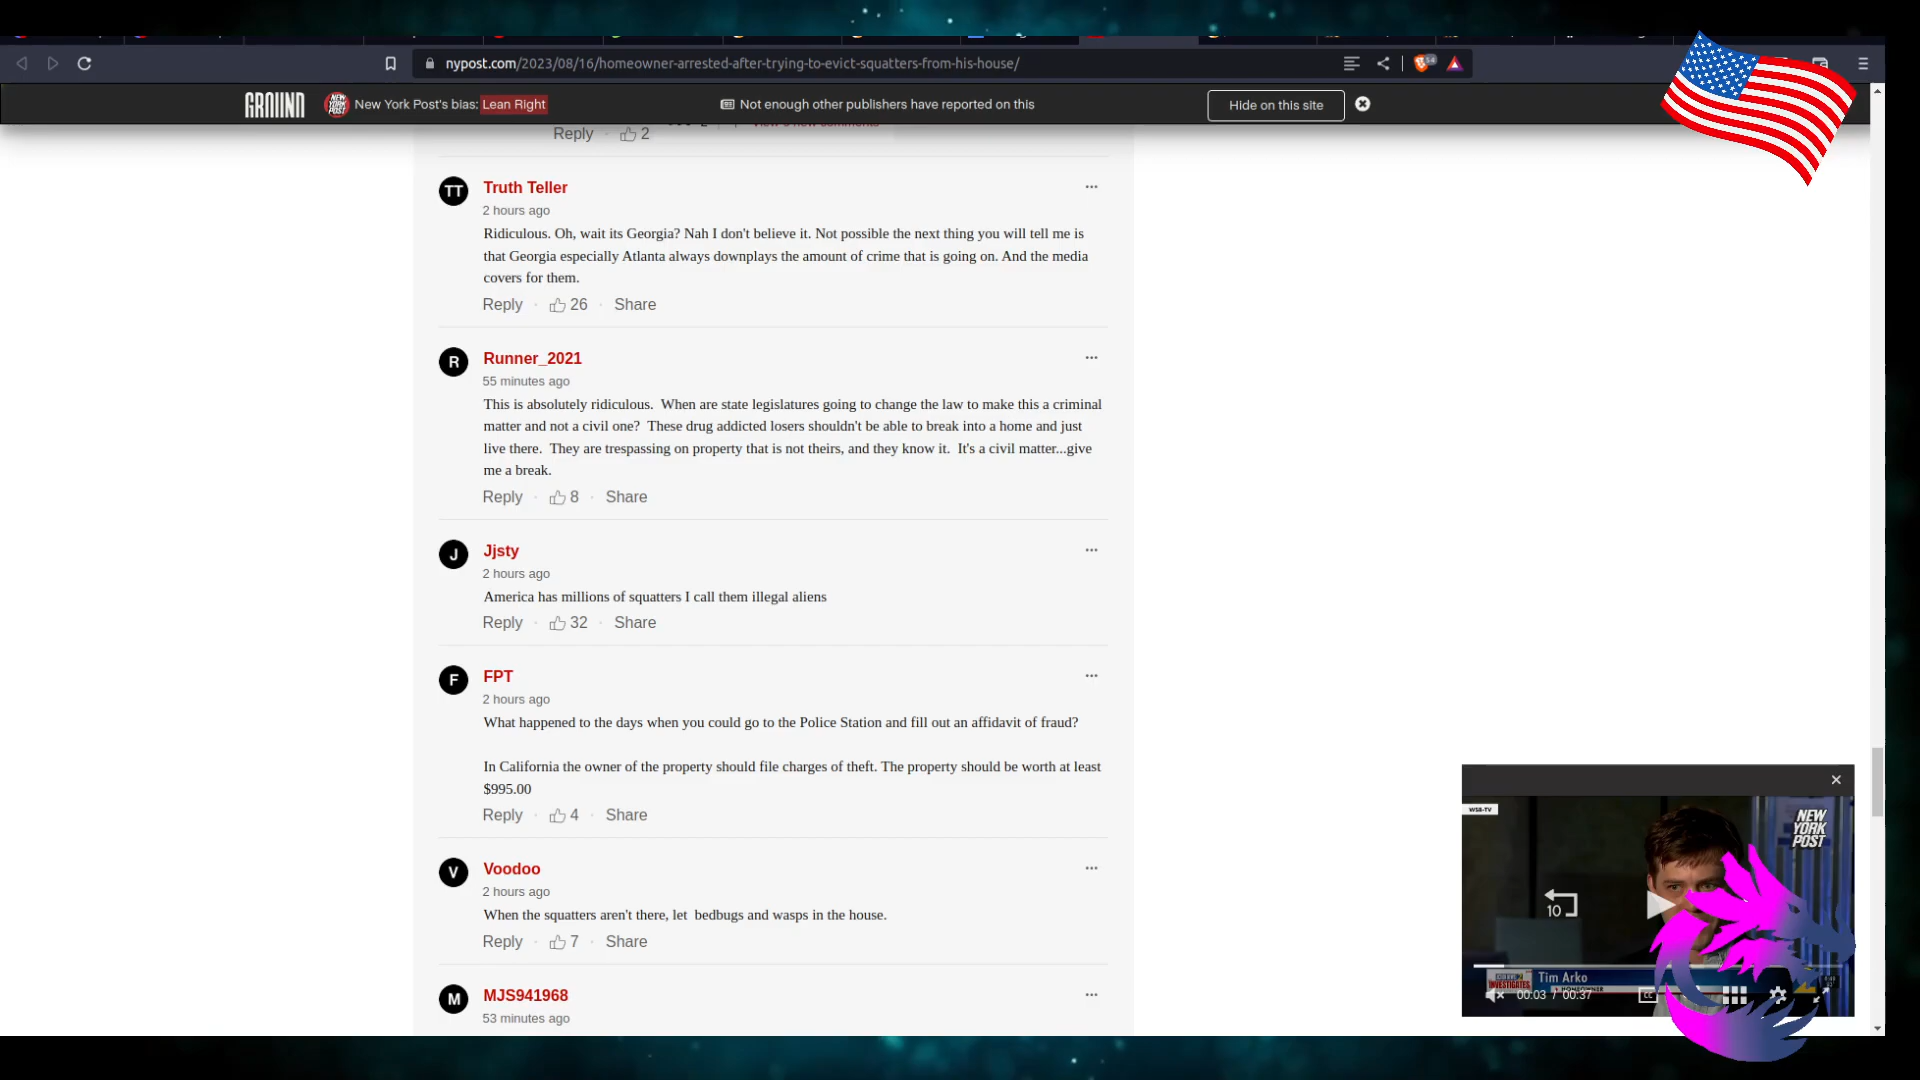 nypost.com/2023/08/16/homeowner-arrested-after-trying-to-evict-squatters-from-his-house/
54
GROUND
NEW YORK POST
New York Post's bias: Lean Right
Not enough other publishers have reported on this
Hide on this site
Reply 2
TT
Truth Teller
2 hours ago
Ridiculous. Oh, wait its Georgia? Nah I don't believe it. Not possible the next thing you will tell me is
that Georgia especially Atlanta always downplays the amount of crime that is going on. And the media
covers for them.
Reply · 26 · Share
R
Runner_2021
55 minutes ago
This is absolutely ridiculous.  When are state legislatures going to change the law to make this a criminal
matter and not a civil one?  These drug addicted losers shouldn't be able to break into a home and just
live there.  They are trespassing on property that is not theirs, and they know it.  It's a civil matter...give
me a break.
Reply · 8 · Share
J
Jjsty
2 hours ago
America has millions of squatters I call them illegal aliens
Reply · 32 · Share
F
FPT
2 hours ago
What happened to the days when you could go to the Police Station and fill out an affidavit of fraud?
In California the owner of the property should file charges of theft. The property should be worth at least
$995.00
Reply · 4 · Share
V
Voodoo
2 hours ago
When the squatters aren't there, let  bedbugs and wasps in the house.
Reply · 7 · Share
M
MJS941968
53 minutes ago
WSB-TV
NEW
YORK
POST
10
Tim Arko
INVESTIGATES
HOMEOWNER
00:03 / 00:37
CC